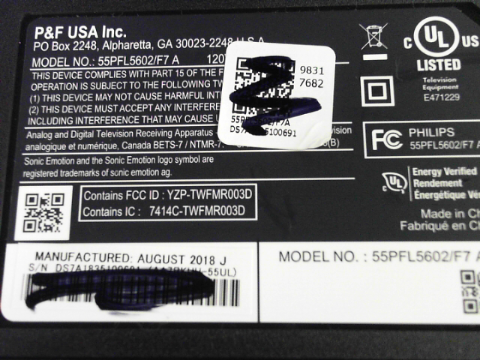 P&F USA Inc.
PO Box 2248, Alpharetta, GA 30023-2248 U.S.A
MODEL NO.: 55PFL5602/F7 A 120
THIS DEVICE COMPLIES WITH PART 15 OF THE F
OPERATION IS SUBJECT TO THE FOLLOWING TW
(1) THIS DEVICE MAY NOT CAUSE HARMFUL INT
(2) THIS DEVICE MUST ACCEPT ANY INTERFEREN
INCLUDING INTERFERENCE THAT MAY CAUSE U
9831
7682
C UL US
LISTED
Television
Equipment
E471229
Analog and Digital Television Receiving Apparatus
analogique et numérique, Canada BETS-7 / NTMR-7
Sonic Emotion and the Sonic Emotion logo symbol are
registered trademarks of sonic emotion ag.
FC PHILIPS
55PFL5602/F7 A
Contains FCC ID : YZP-TWFMR003D
Contains IC : 7414C-TWFMR003D
UL Energy Verified
Rendement
Énergétique Vérifié
Made in Ch
Fabriqué en C
MANUFACTURED: AUGUST 2018 J
S/N
MODEL NO.: 55PFL5602/F7 A